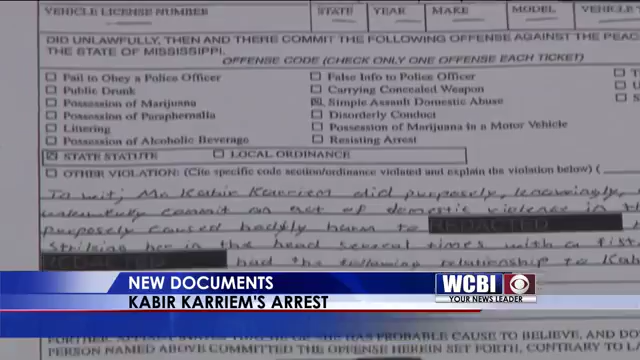 VEHICLE LICENSE NUMBER STATE YEAR MAKE MODEL VEHICLE
DID UNLAWFULLY, THEN AND THERE COMMIT THE FOLLOWING OFFENSE AGAINST THE PEAC
THE STATE OF MISSISSIPPI.
OFFENSE CODE (CHECK ONLY ONE OFFENSE EACH TICKET)
Fail to Obey a Police Officer False Info to Police Officer
Public Drunk Carrying Concealed Weapon
Possession of Marijuana Simple Assault Domestic Abuse
Possession of Paraphernalia Disorderly Conduct
Littering Possession of Marijuana in a Motor Vehicle
Possession of Alcoholic Beverage Resisting Arrest
STATE STATUTE LOCAL ORDINANCE
OTHER VIOLATION: (Cite specific code section/ordinance violated and explain the violation below)
To wit; Mr Kabir Karriem did purposely, knowingly,
unlawfully commit an act of domestic violence in th
purposely caused bodily harm to REDACTED
striking her in the head several times with a fist
REDACTED had the following relationship to Kab
NEW DOCUMENTS
KABIR KARRIEM'S ARREST
WCBI
YOUR NEWS LEADER
PROBABLE CAUSE TO BELIEVE, AND DO
PERSON NAMED ABOVE COMMITTED THE OFFENSE HEREIN SET FORTH, CONTRARY TO L